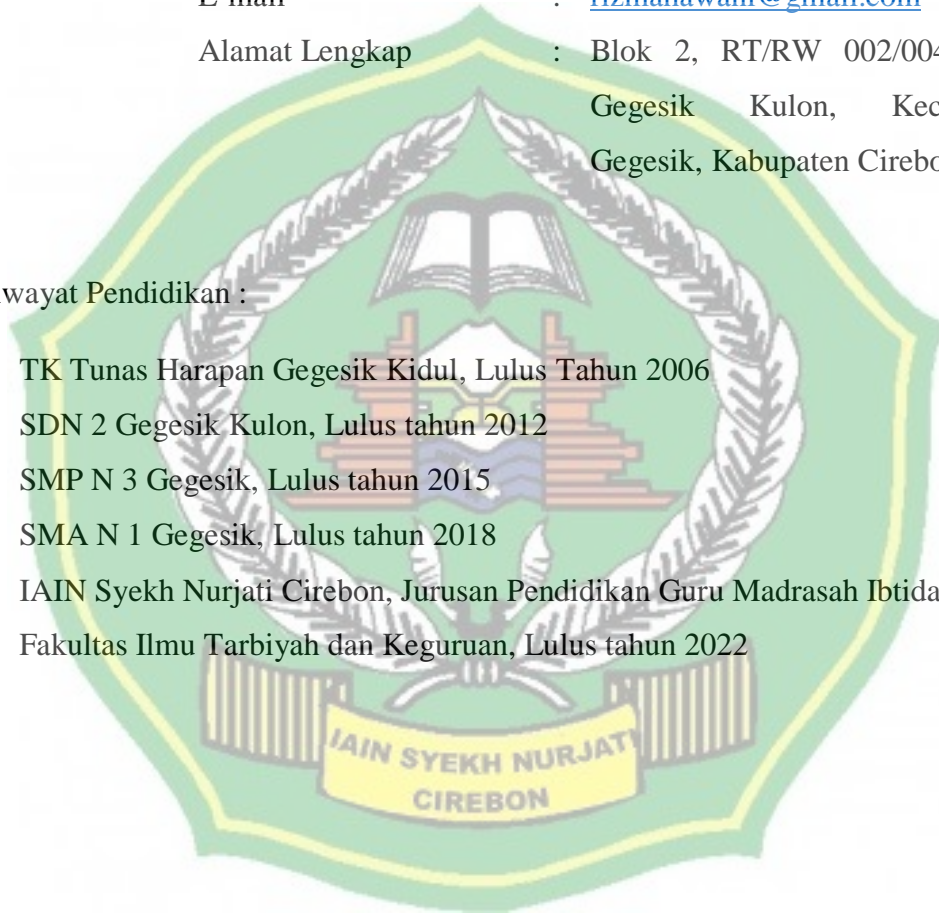 E-mail :
Alamat Lengkap : Blok 2, RT/RW 002/004
Gegesik Kulon, Kec
Gegesik, Kabupaten Cirebo
wayat Pendidikan :
TK Tunas Harapan Gegesik Kidul, Lulus Tahun 2006
SDN 2 Gegesik Kulon, Lulus tahun 2012
SMP N 3 Gegesik, Lulus tahun 2015
SMA N 1 Gegesik, Lulus tahun 2018
IAIN Syekh Nurjati Cirebon, Jurusan Pendidikan Guru Madrasah Ibtida
Fakultas Ilmu Tarbiyah dan Keguruan, Lulus tahun 2022
IAIN SYEKH NURJATI
CIREBON